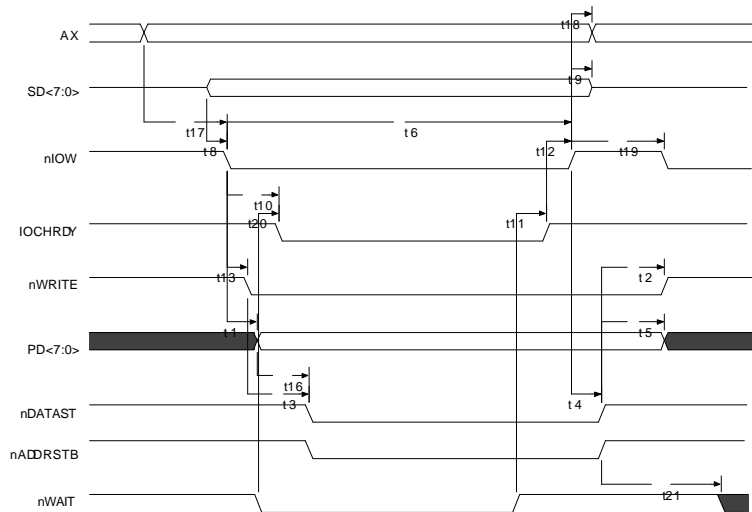 t18
AX
t9
SD<7:0>
t17
t6
t8
t12
t19
nIOW
t10
t20
t11
IOCHRDY
t13
t2
nWRITE
t1
t5
PD<7:0>
t16
t3
t4
nDATAST
nADDRSTB
t21
nWAIT